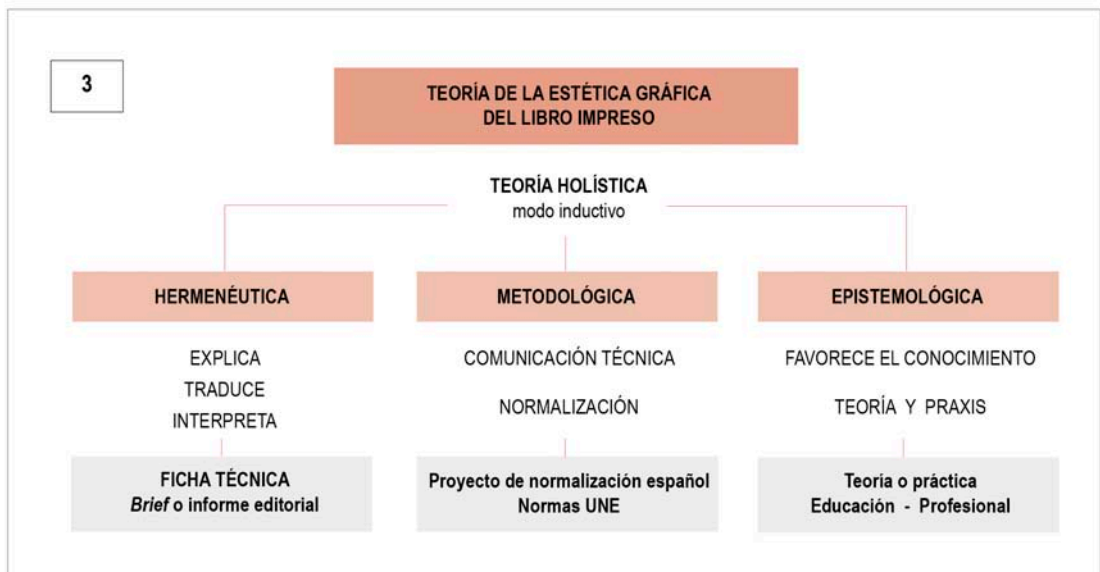 3
TEORÍA DE LA ESTÉTICA GRÁFICA
DEL LIBRO IMPRESO
TEORÍA HOLÍSTICA
modo inductivo
HERMENÉUTICA
EXPLICA
TRADUCE
INTERPRETA
FICHA TÉCNICA
Brief o informe editorial
METODOLÓGICA
COMUNICACIÓN TÉCNICA
NORMALIZACIÓN
Proyecto de normalización español
Normas UNE
EPISTEMOLÓGICA
FAVORECE EL CONOCIMIENTO
TEORÍA Y PRAXIS
Teoría o práctica
Educación - Profesional